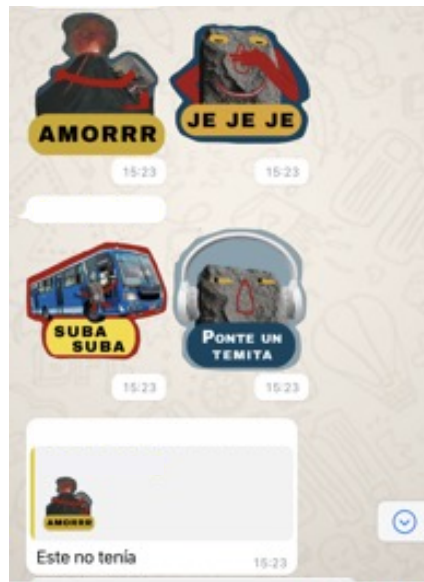 AMORRR
JE JE JE
15:23
15:23
SUBA
SUBA
PONTE UN
TEMITA
15:23
15:23
AMORRR
Este no tenía
15:23